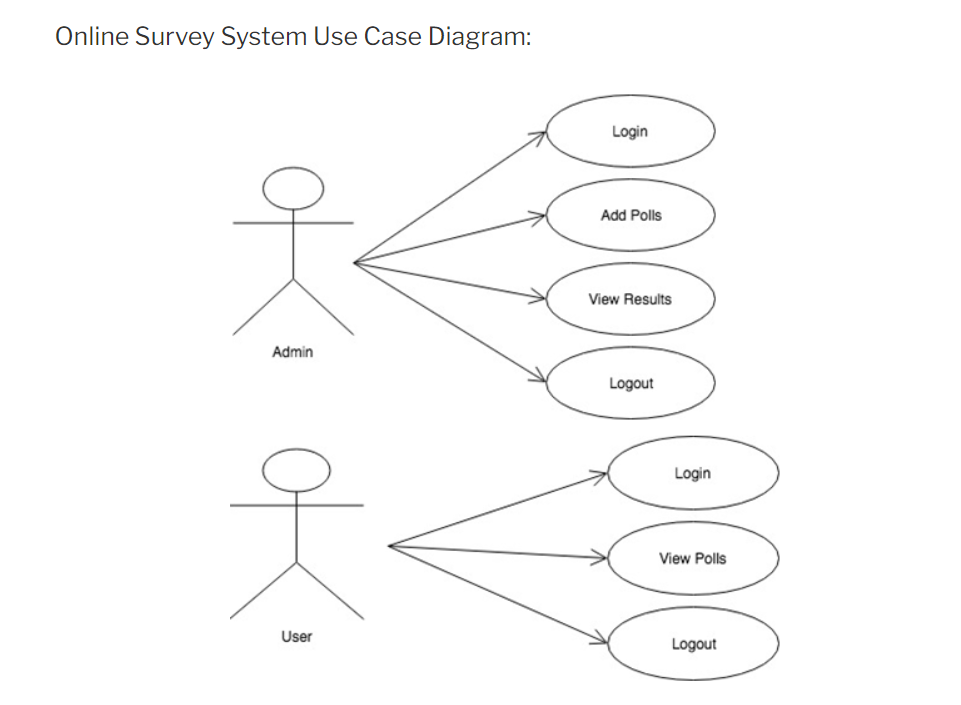 Online Survey System Use Case Diagram:
Login
Add Polls
View Results
Logout
Admin
Login
View Polls
Logout
User